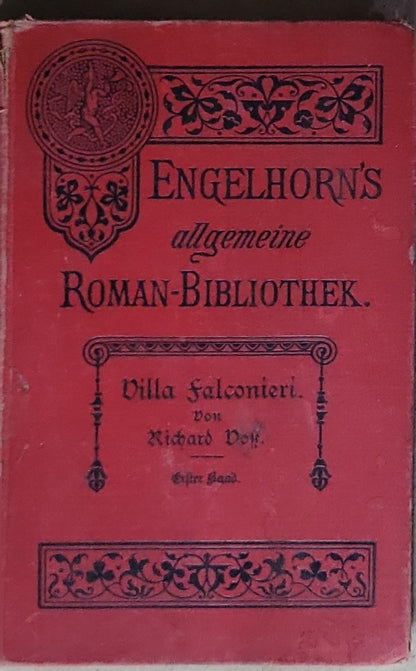 ENGELHORN'S
allgemeine
ROMAN-BIBLIOTHEK.
Villa Falconieri.
Von
Richard Voß.
Erster Band.